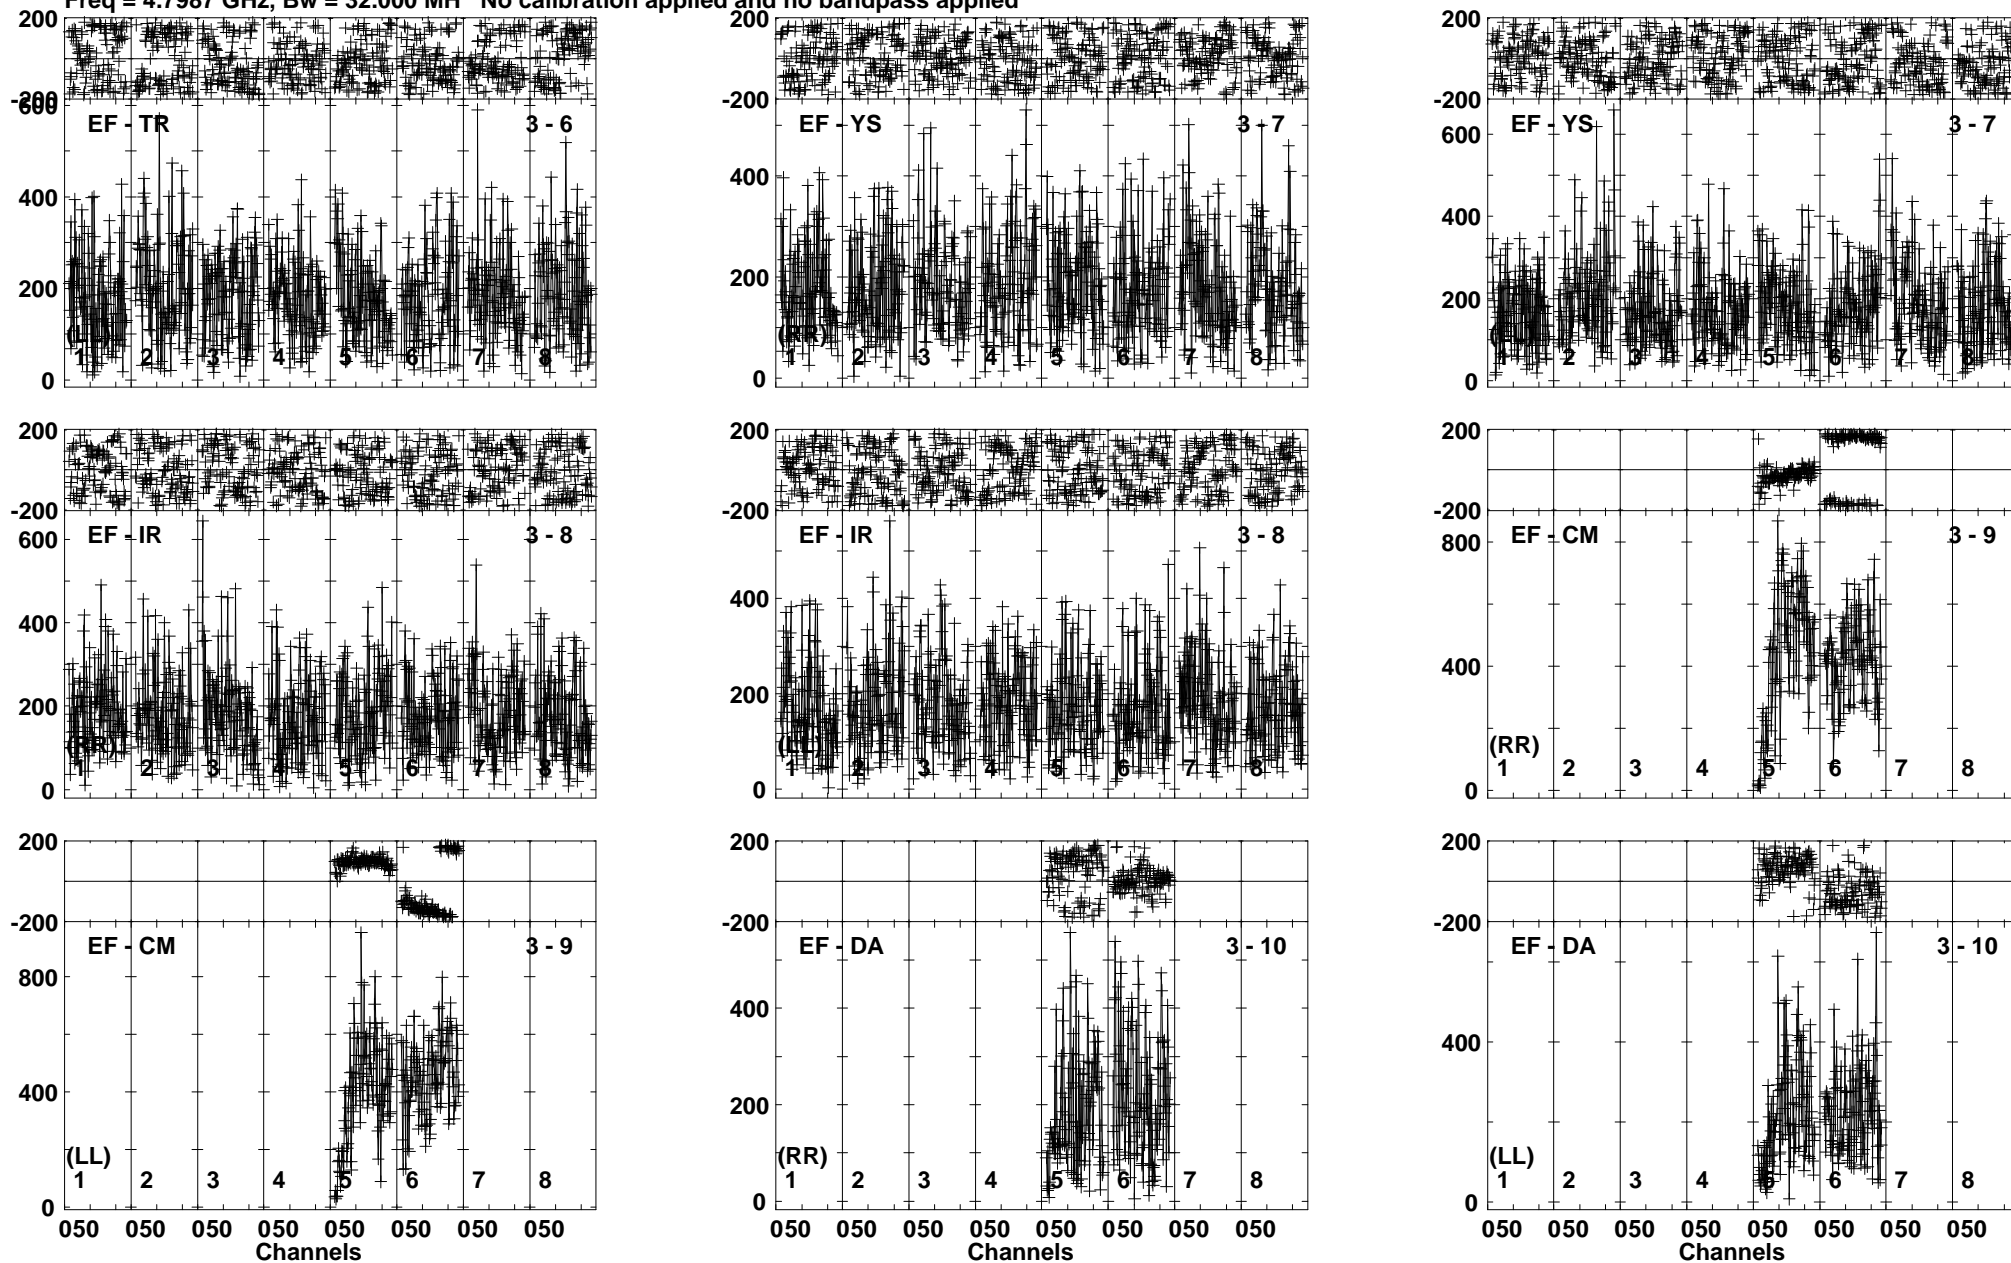 Freq = 4.7987 GHz, Bw = 32.000 MH No calibration applied and no bandpass applied
200 200 200
-200 -200 -200
600
EF - TR 3 - 6 EF - YS 3 - 7 EF - YS 3 - 7
600
400 400 400
200 200 200
(LL) (RR)
1 2 3 4 5 6 7 8 1 2 3 4 5 6 7 8 1 2 3 4 5 6 7 8
0 0 0
200 200 200
-200 -200 -200
EF - IR 3 - 8 EF - IR 3 - 8 EF - CM 3 - 9
600 800
400 400 400
200 200
(RR) (LL) (RR)
1 2 3 4 5 6 7 8 1 2 3 4 5 6 7 8 1 2 3 4 5 6 7 8
0 0 0
200 200 200
-200 -200 -200
EF - CM 3 - 9 EF - DA 3 - 10 EF - DA 3 - 10
800
400 400 400
200
(LL) (RR) (LL)
1 2 3 4 5 6 7 8 1 2 3 4 5 6 7 8 1 2 3 4 5 6 7 8
0 0 0
050 050 050 050 050 050 050 050 050 050 050 050 050 050 050 050 050 050 050 050 050 050 050 050
Channels Channels Channels